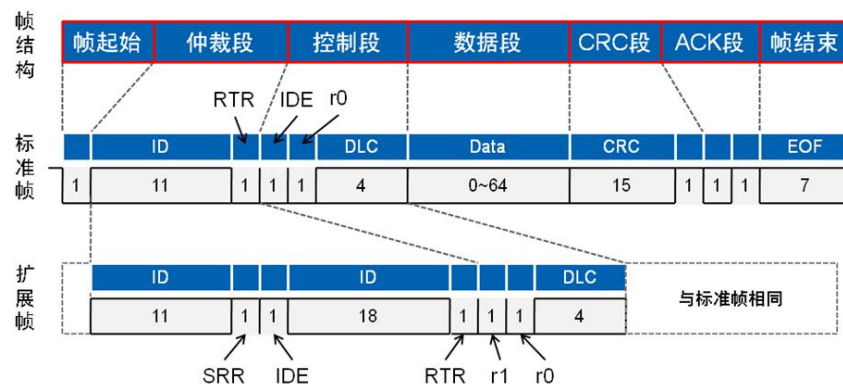 帧结构
帧起始 仲裁段 控制段 数据段 CRC段 ACK段 帧结束
RTR IDE r0
标准帧
ID DLC Data CRC EOF
1 11 1 1 1 4 0~64 15 1 1 1 7
扩展帧
ID ID DLC
11 1 1 18 1 1 1 4
与标准帧相同
SRR IDE RTR r1 r0